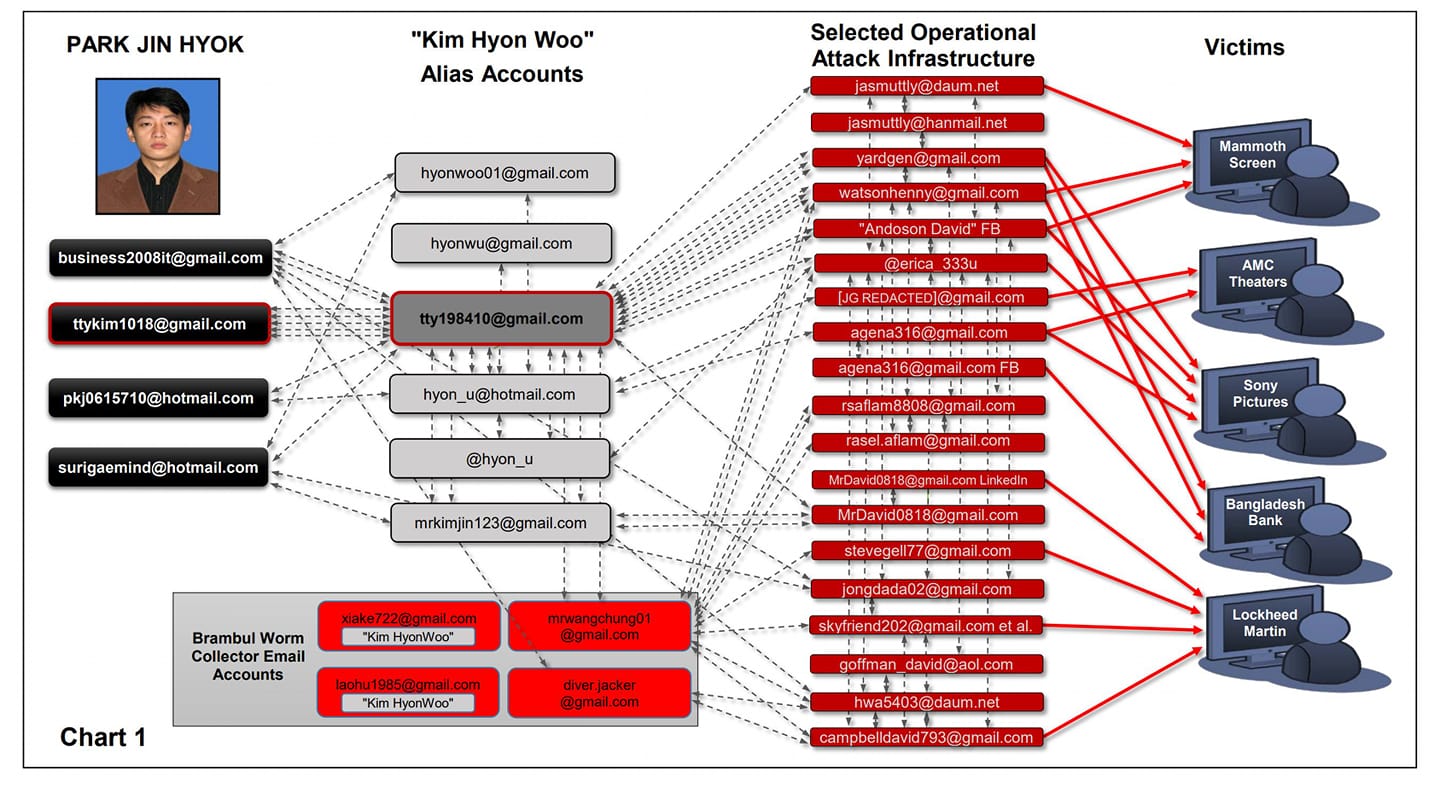 PARK JIN HYOK
business2008it@gmail.com
ttykim1018@gmail.com
pkj0615710@hotmail.com
surigaemind@hotmail.com
"Kim Hyon Woo"
Alias Accounts
hyonwoo01@gmail.com
hyonwu@gmail.com
tty198410@gmail.com
hyon_u@hotmail.com
@hyon_u
mrkimjin123@gmail.com
Brambul Worm
Collector Email
Accounts
xiake722@gmail.com
"Kim HyonWoo"
mrwangchung01
@gmail.com
laohu1985@gmail.com
"Kim HyonWoo"
diver.jacker
@gmail.com
Selected Operational
Attack Infrastructure
jasmuttly@daum.net
jasmuttly@hanmail.net
yardgen@gmail.com
watsonhenny@gmail.com
"Andoson David" FB
@erica_333u
[JG REDACTED]@gmail.com
agena316@gmail.com
agena316@gmail.com FB
rsaflam8808@gmail.com
rasel.aflam@gmail.com
MrDavid0818@gmail.com LinkedIn
MrDavid0818@gmail.com
stevegell77@gmail.com
jongdada02@gmail.com
skyfriend202@gmail.com et al.
goffman_david@aol.com
hwa5403@daum.net
campbelldavid793@gmail.com
Victims
Mammoth
Screen
AMC
Theaters
Sony
Pictures
Bangladesh
Bank
Lockheed
Martin
Chart 1